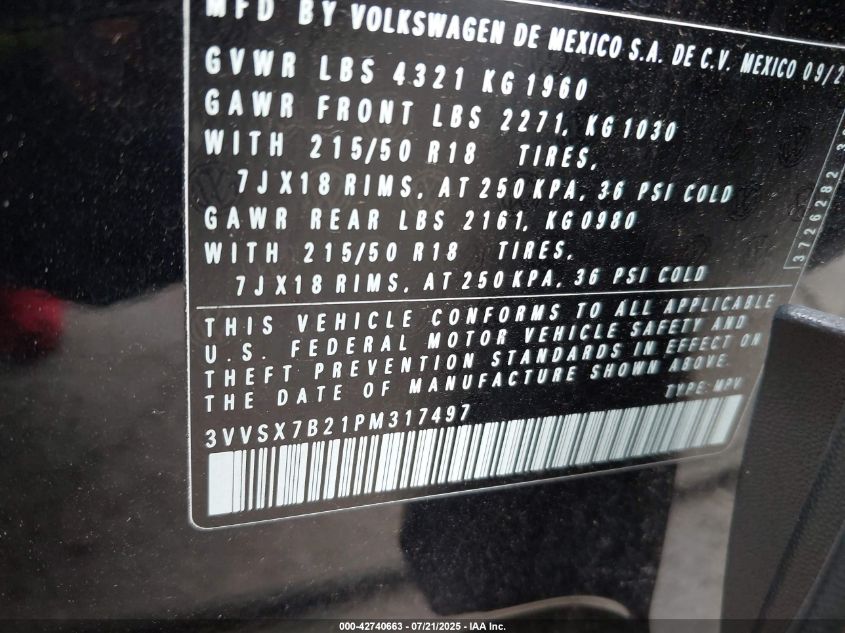 MFD BY VOLKSWAGEN DE MEXICO S.A. DE C.V. MEXICO 09/2
GVWR LBS 4321 KG 1960
GAWR FRONT LBS 2271, KG 1030
WITH 215/50 R18 TIRES,
7JX18 RIMS, AT 250 KPA, 36 PSI COLD
GAWR REAR LBS 2161, KG 0980
WITH 215/50 R18 TIRES,
7JX18 RIMS, AT 250 KPA, 36 PSI COLD
THIS VEHICLE CONFORMS TO ALL APPLICABLE
U.S. FEDERAL MOTOR VEHICLE SAFETY AND
THEFT PREVENTION STANDARDS IN EFFECT ON
THE DATE OF MANUFACTURE SHOWN ABOVE.
TYPE: MPV
3VVSX7B21PM317497
3726282
000-42740663 - 07/21/2025 - IAA Inc.